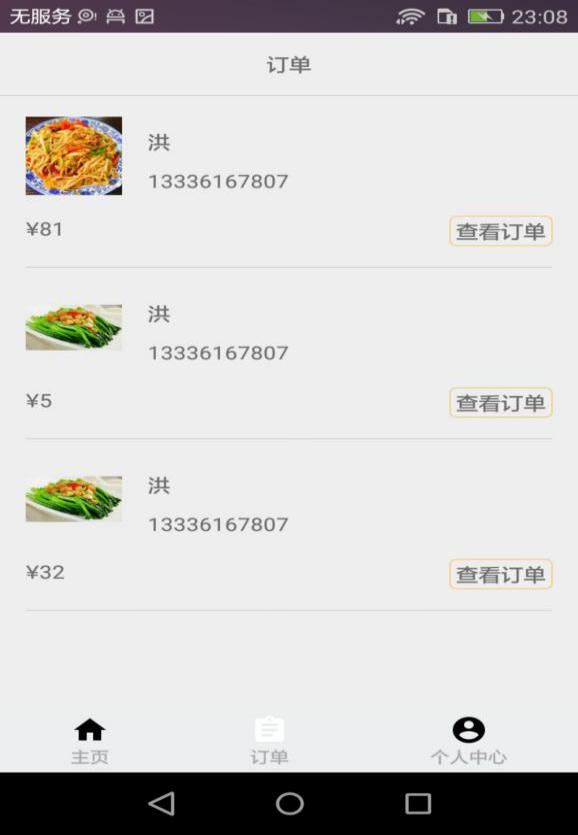 无服务 23:08
订单
洪
13336167807
¥81 查看订单
洪
13336167807
¥5 查看订单
洪
13336167807
¥32 查看订单
主页 订单 个人中心